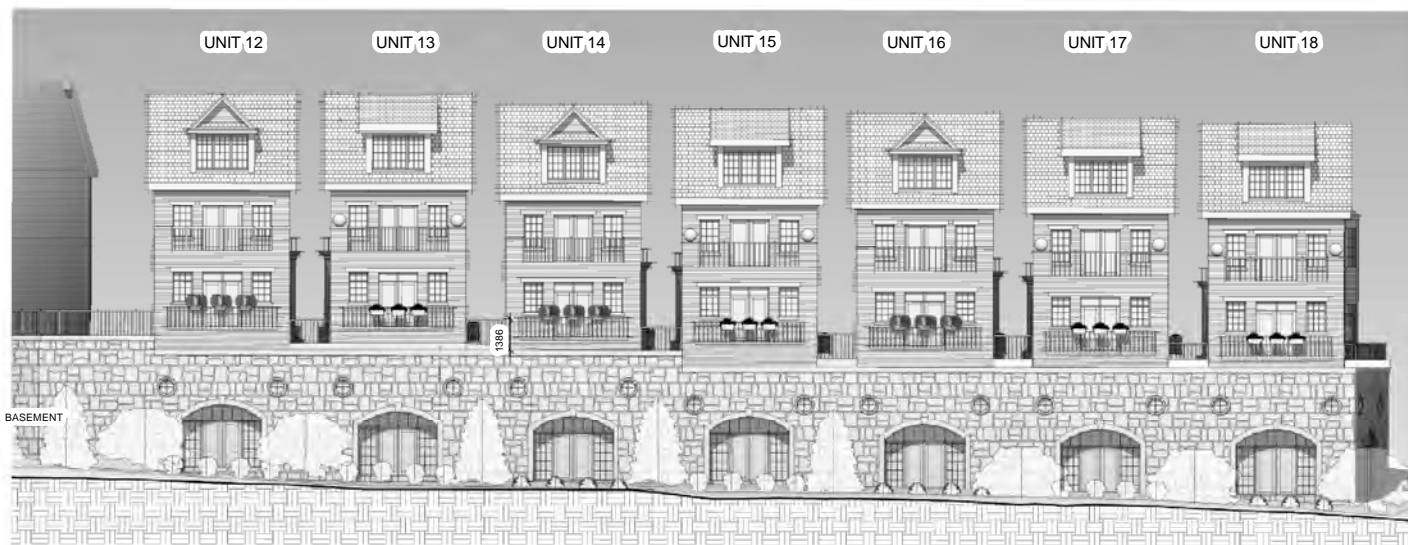 UNIT 12
UNIT 13
UNIT 14
UNIT 15
UNIT 16
UNIT 17
UNIT 18
1386
BASEMENT